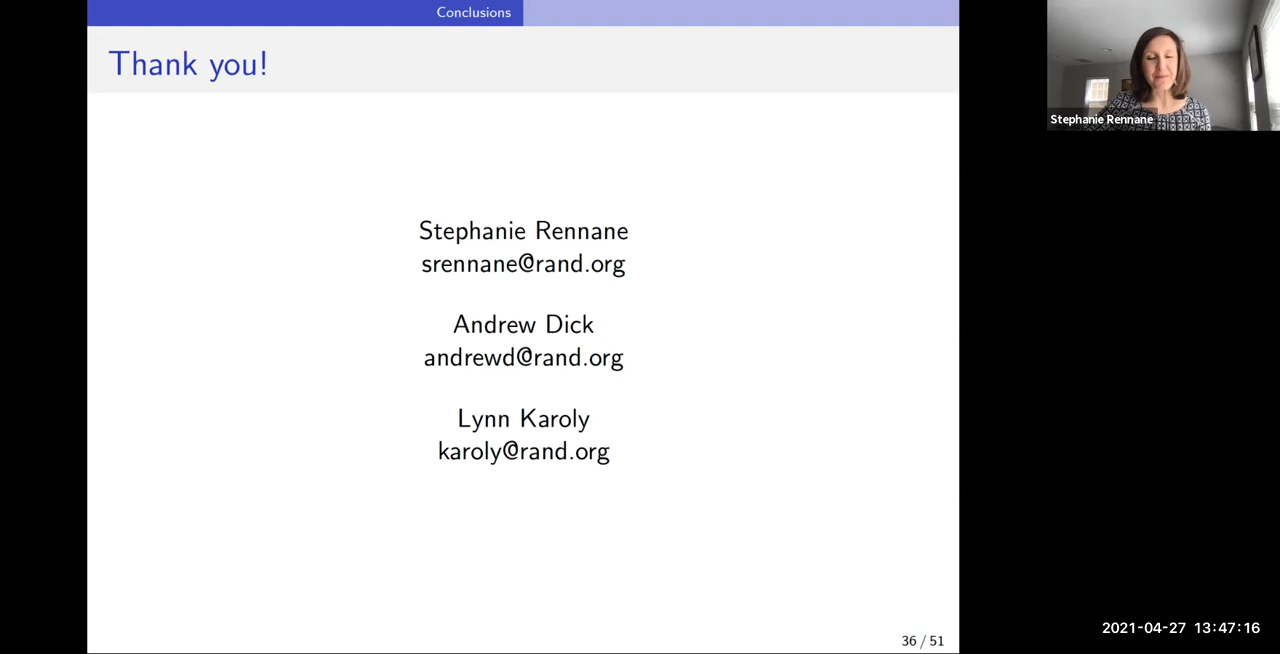 Conclusions
Thank you!
Stephanie Rennane
srennane@rand.org
Andrew Dick
andrewd@rand.org
Lynn Karoly
karoly@rand.org
36 / 51
Stephanie Rennane
2021-04-27 13:47:16